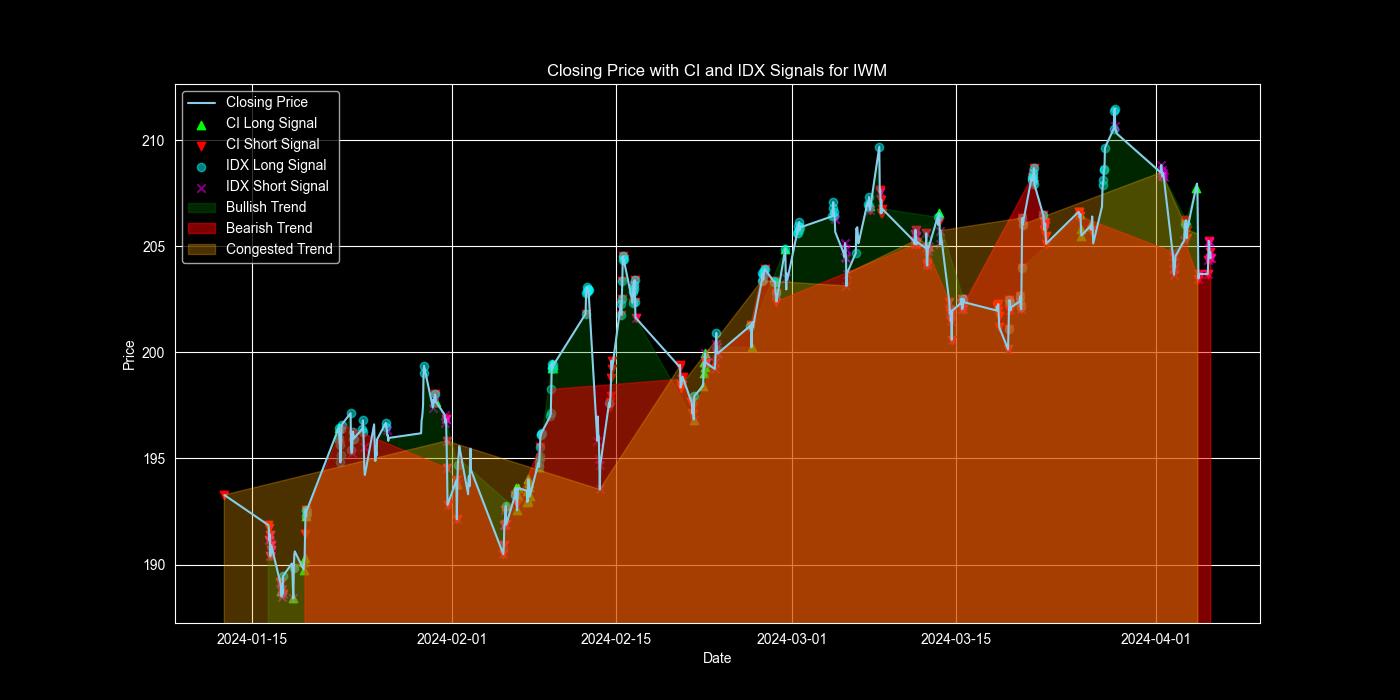 Closing Price with CI and IDX Signals for IWM
Closing Price
CI Long Signal
CI Short Signal
IDX Long Signal
IDX Short Signal
Bullish Trend
Bearish Trend
Congested Trend
Price
210
205
200
195
190
2024-01-15
2024-02-01
2024-02-15
2024-03-01
2024-03-15
2024-04-01
Date